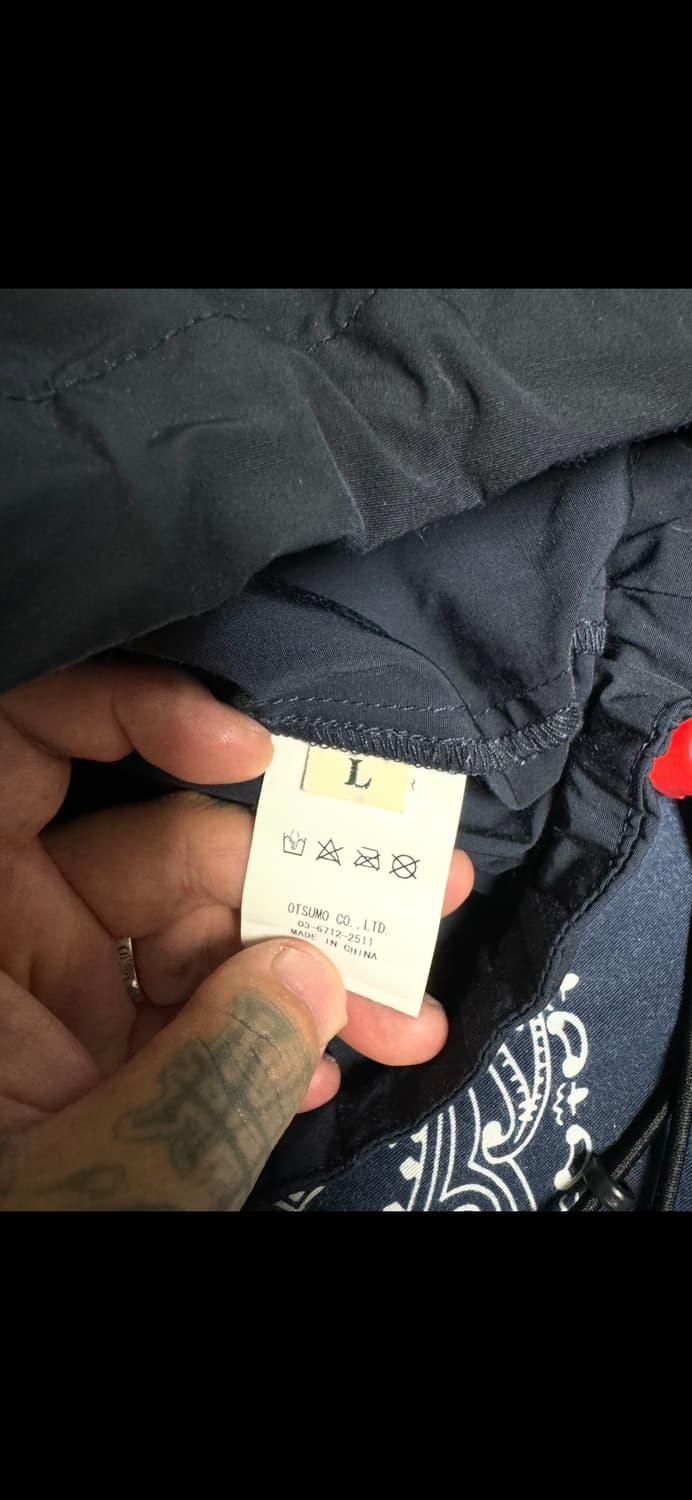 L
R
OTSUMO CO.,LTD.
03-6712-2511
MADE IN CHINA